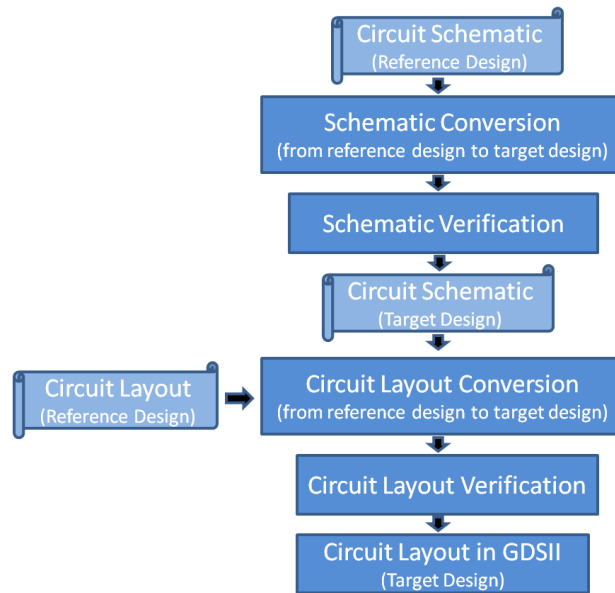 Circuit Schematic
(Reference Design)
Schematic Conversion
(from reference design to target design)
Schematic Verification
Circuit Schematic
(Target Design)
Circuit Layout
(Reference Design)
Circuit Layout Conversion
(from reference design to target design)
Circuit Layout Verification
Circuit Layout in GDSII
(Target Design)